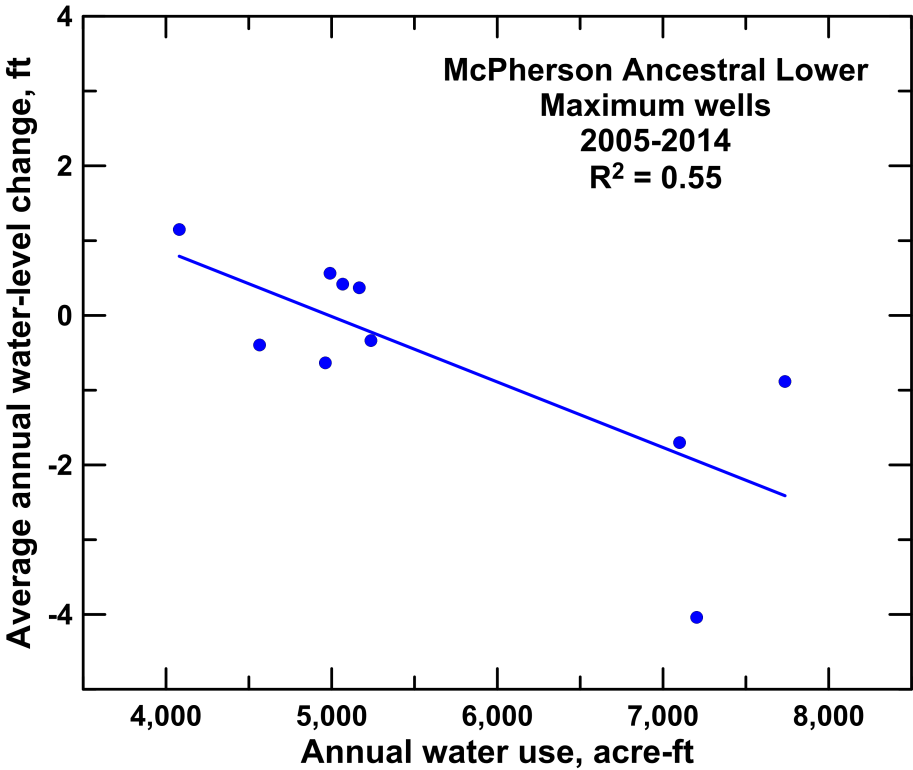 McPherson Ancestral Lower
Maximum wells
2005-2014
R² = 0.55
Average annual water-level change, ft
4
2
0
-2
-4
4,000 5,000 6,000 7,000 8,000
Annual water use, acre-ft